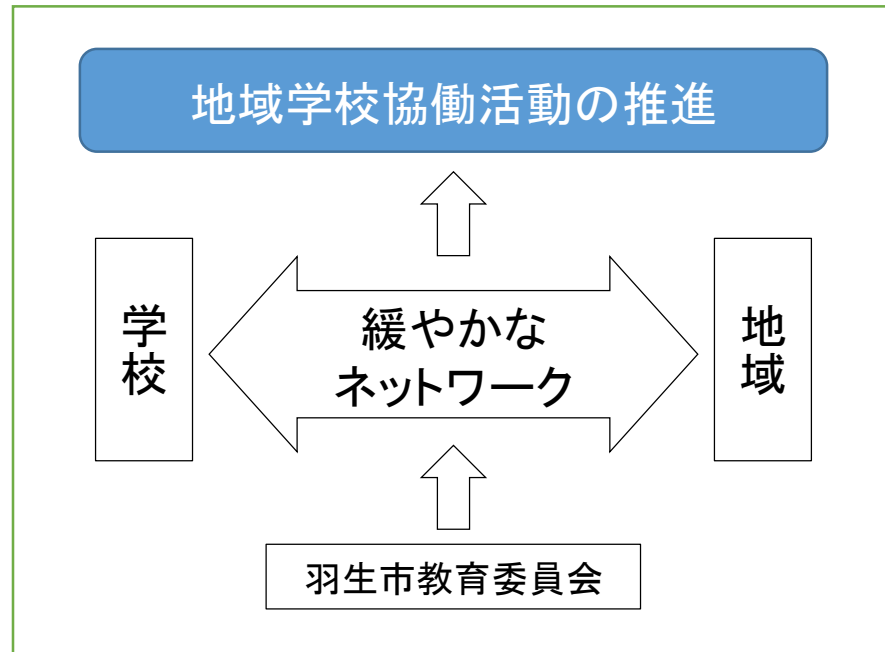 地域学校協働活動の推進
学校
緩やかな
ネットワーク
地域
羽生市教育委員会